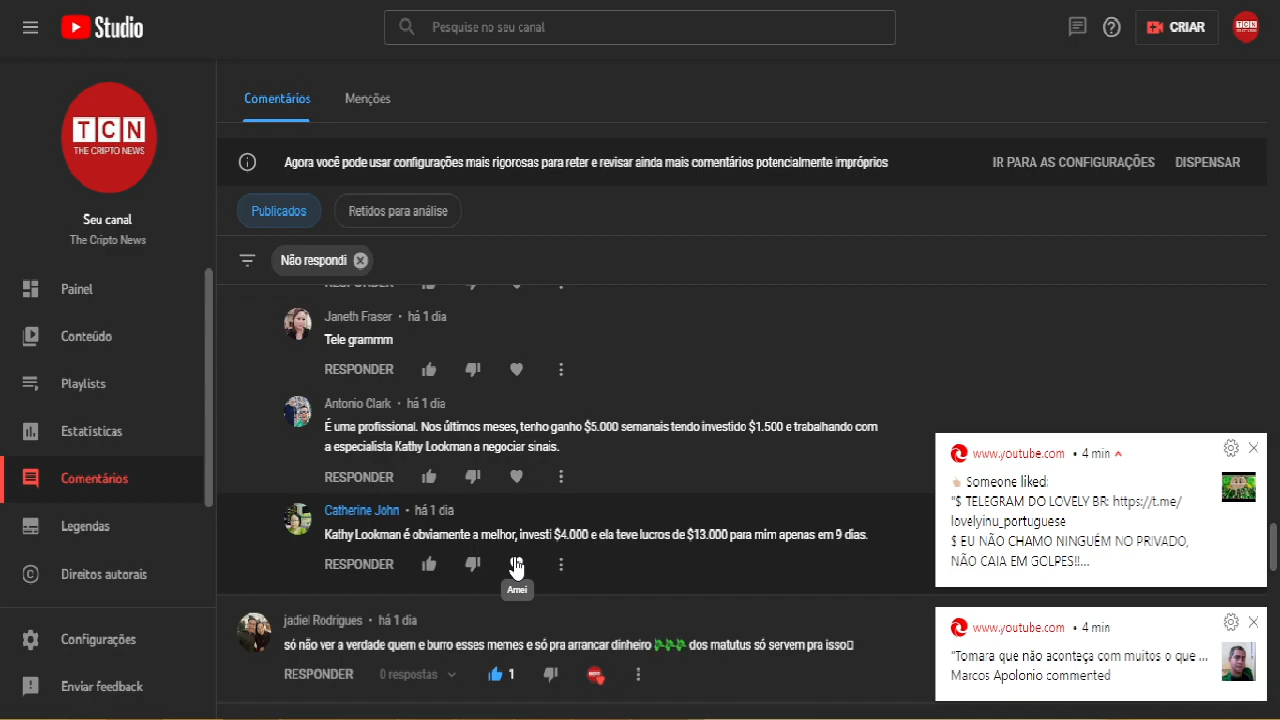 Studio
Pesquise no seu canal
CRIAR
TCN
THE CRIPTO NEWS
Seu canal
The Cripto News
Painel
Conteúdo
Playlists
Estatísticas
Comentários
Legendas
Direitos autorais
Configurações
Enviar feedback
Comentários
Menções
Agora você pode usar configurações mais rigorosas para reter e revisar ainda mais comentários potencialmente impróprios
IR PARA AS CONFIGURAÇÕES
DISPENSAR
Publicados
Retidos para análise
Não respondi
RESPONDER
Janeth Fraser • há 1 dia
Tele grammm
RESPONDER
Antonio Clark • há 1 dia
É uma profissional. Nos últimos meses, tenho ganho $5.000 semanais tendo investido $1.500 e trabalhando com
a especialista Kathy Lookman a negociar sinais.
RESPONDER
Catherine John • há 1 dia
Kathy Lookman é obviamente a melhor, investi $4.000 e ela teve lucros de $13.000 para mim apenas em 9 dias.
RESPONDER
Amei
jadiel Rodrigues • há 1 dia
só não ver a verdade quem e burro esses memes e só pra arrancar dinheiro dos matutus só servem pra isso
RESPONDER 0 respostas 1
www.youtube.com • 4 min
Someone liked:
"$ TELEGRAM DO LOVELY BR: https://t.me/
lovelyinu_portuguese
$ EU NÃO CHAMO NINGUÉM NO PRIVADO,
NÃO CAIA EM GOLPES!!...
www.youtube.com • 4 min
"Tomara que não aconteça com muitos o que ...
Marcos Apolonio commented